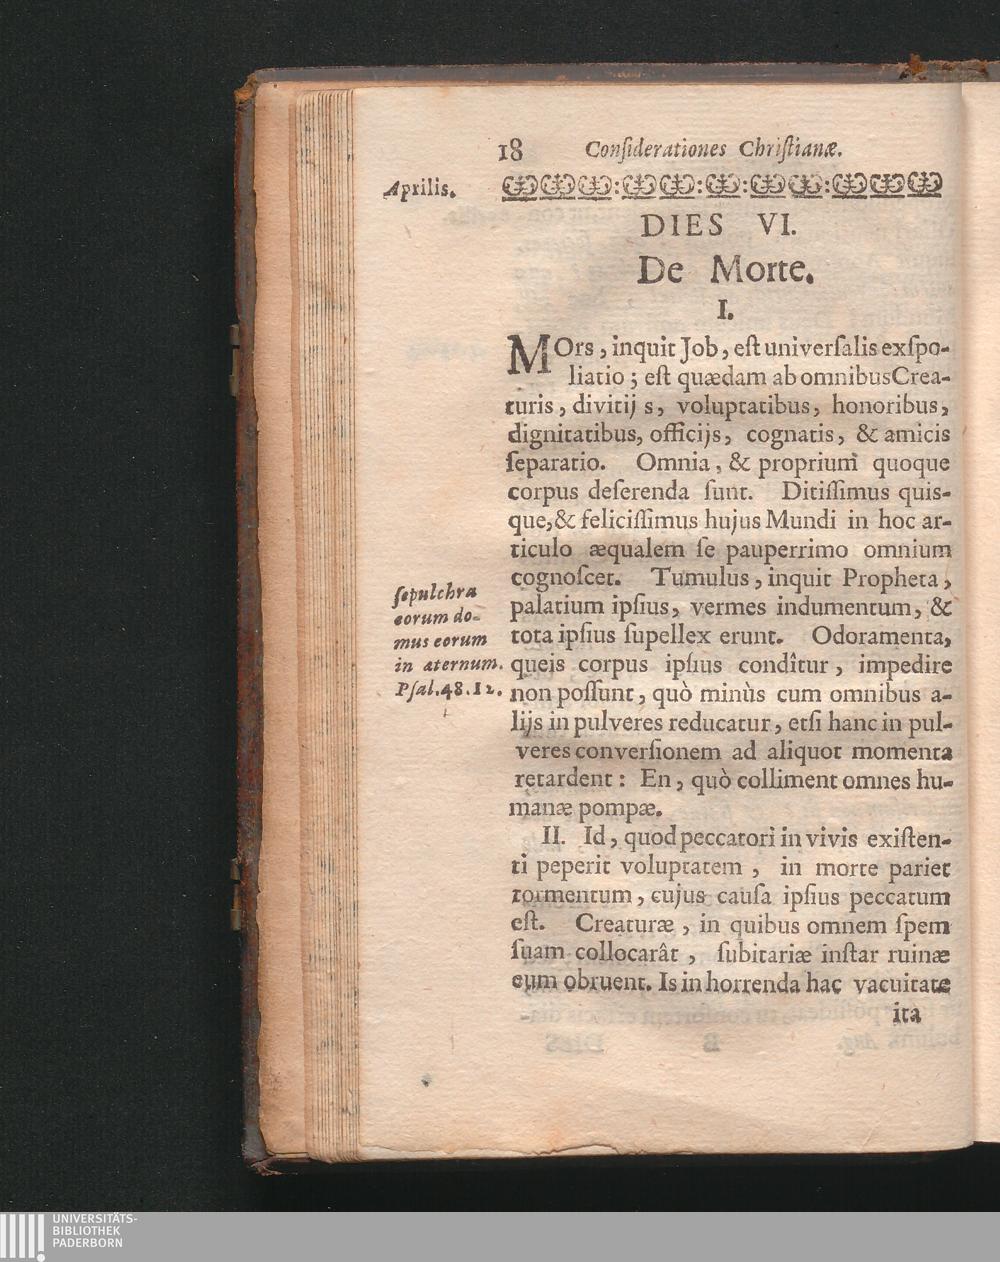 18 Conſiderationes Chriſtianæ.
Aprilis.
DIES VI.
De Morte.
I.
MOrs, inquit Job, eſt univerſalis exſpo-
liatio; eſt quædam ab omnibus Crea-
turis, divitijs, voluptatibus, honoribus,
dignitatibus, officijs, cognatis, & amicis
ſeparatio. Omnia, & proprium quoque
corpus deſerenda ſunt. Ditiſſimus quis-
que, & feliciſſimus hujus Mundi in hoc ar-
ticulo æqualem ſe pauperrimo omnium
cognoſcet. Tumulus, inquit Propheta,
palatium ipſius, vermes indumentum, &
tota ipſius ſupellex erunt. Odoramenta,
queis corpus ipſius condîtur, impedire
non poſſunt, quò minùs cum omnibus a-
lijs in pulveres reducatur, etſi hanc in pul-
veres converſionem ad aliquot momenta
retardent: En, quò colliment omnes hu-
manæ pompæ.
ſepulchra
eorum do-
mus eorum
in æternum.
Pſal. 48. 12.
II. Id, quod peccatori in vivis exiſten-
ti peperit voluptatem, in morte pariet
tormentum, cujus cauſa ipſius peccatum
eſt. Creaturæ, in quibus omnem ſpem
ſuam collocarât, ſubitariæ inſtar ruinæ
eum obruent. Is in horrenda hac vacuitate
ita
UNIVERSITÄTS-
BIBLIOTHEK
PADERBORN